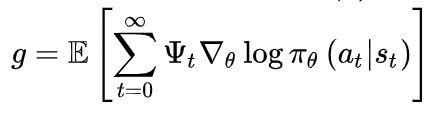 g = 𝔼 [ ∑_{t=0}^{∞} Ψ_t ∇_θ log π_θ (a_t|s_t) ]